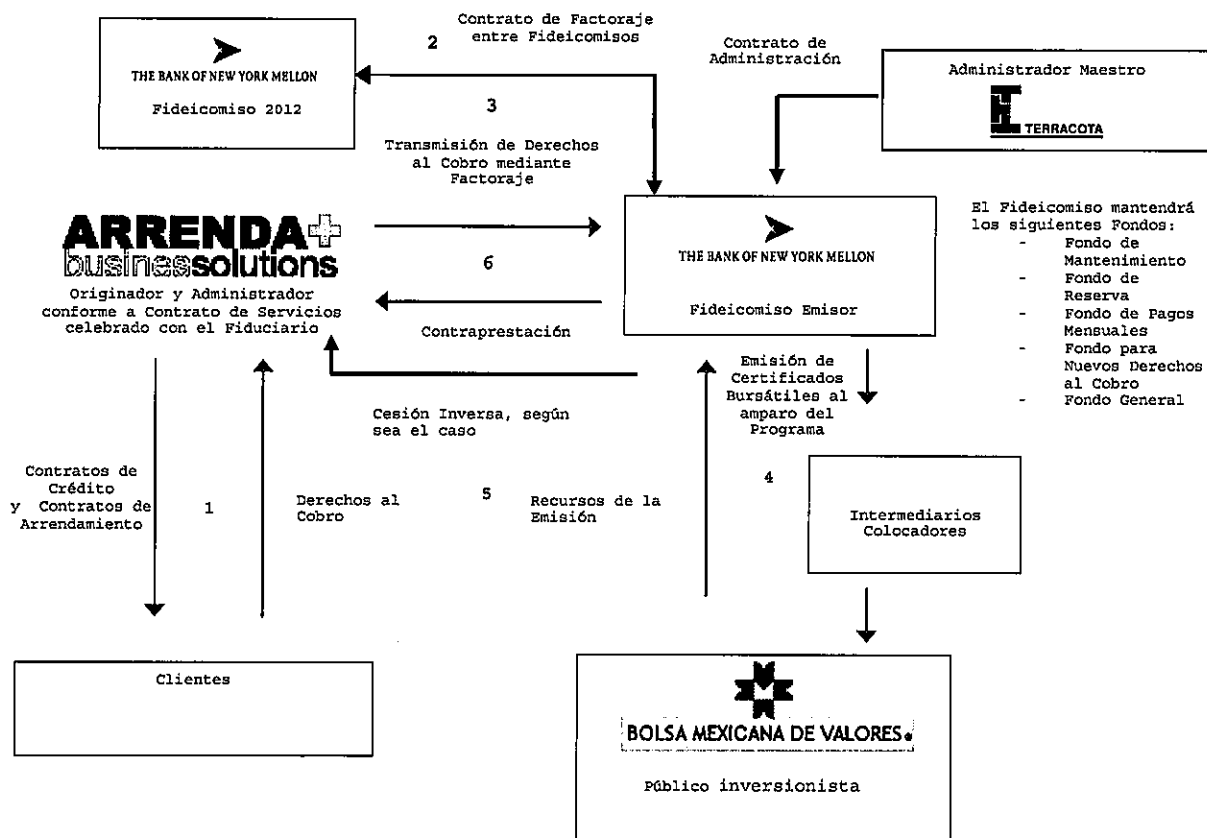 2
Contrato de Factoraje
entre Fideicomisos
THE BANK OF NEW YORK MELLON
Fideicomiso 2012
3
Transmisión de Derechos
al Cobro mediante
Factoraje
Contrato de
Administración
Administrador Maestro
TERRACOTA
ARRENDA+
businessolutions
Originador y Administrador
conforme a Contrato de Servicios
celebrado con el Fiduciario
6
Contraprestación
THE BANK OF NEW YORK MELLON
Fideicomiso Emisor
El Fideicomiso mantendrá
los siguientes Fondos:
- Fondo de
Mantenimiento
- Fondo de
Reserva
- Fondo de Pagos
Mensuales
- Fondo para
Nuevos Derechos
al Cobro
- Fondo General
Cesión Inversa, según
sea el caso
Emisión de
Certificados
Bursátiles al
amparo del
Programa
4
Contratos de
Crédito
y Contratos de
Arrendamiento
1
Derechos al
Cobro
5
Recursos de la
Emisión
Intermediarios
Colocadores
Clientes
BOLSA MEXICANA DE VALORES
Público inversionista